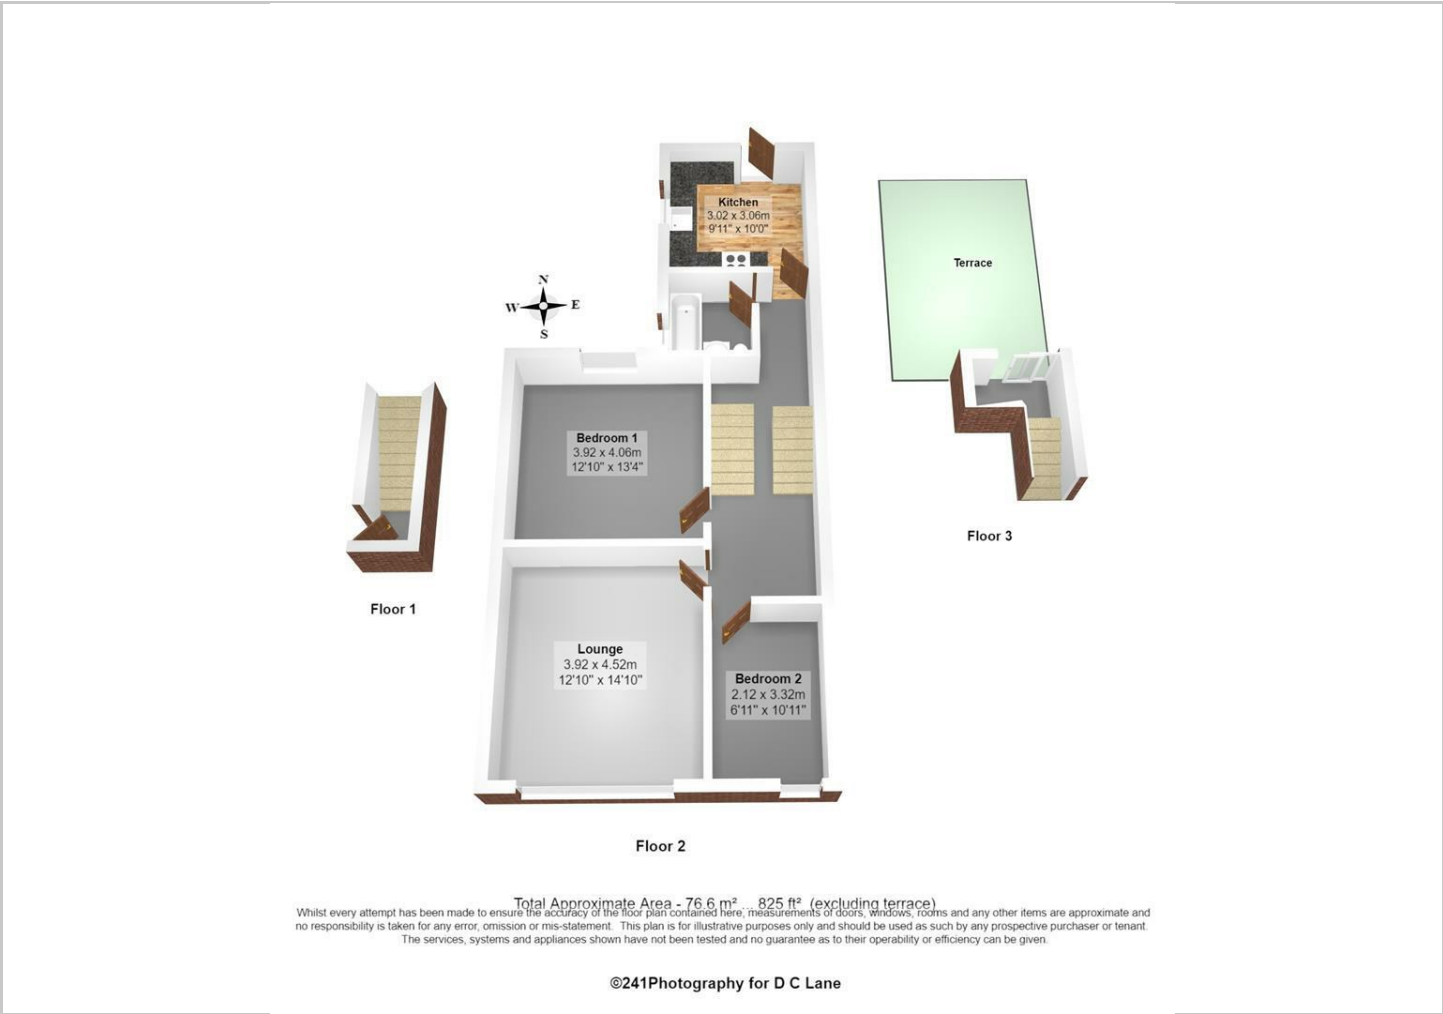 Kitchen
3.02 x 3.06m
9'11" x 10'0"
Terrace
N
W E
S
Bedroom 1
3.92 x 4.06m
12'10" x 13'4"
Floor 3
Floor 1
Lounge
3.92 x 4.52m
12'10" x 14'10"
Bedroom 2
2.12 x 3.32m
6'11" x 10'11"
Floor 2
Total Approximate Area - 76.6 m² ... 825 ft² (excluding terrace)
Whilst every attempt has been made to ensure the accuracy of the floor plan contained here, measurements of doors, windows, rooms and any other items are approximate and
no responsibility is taken for any error, omission or mis-statement. This plan is for illustrative purposes only and should be used as such by any prospective purchaser or tenant.
The services, systems and appliances shown have not been tested and no guarantee as to their operability or efficiency can be given.
©241Photography for D C Lane